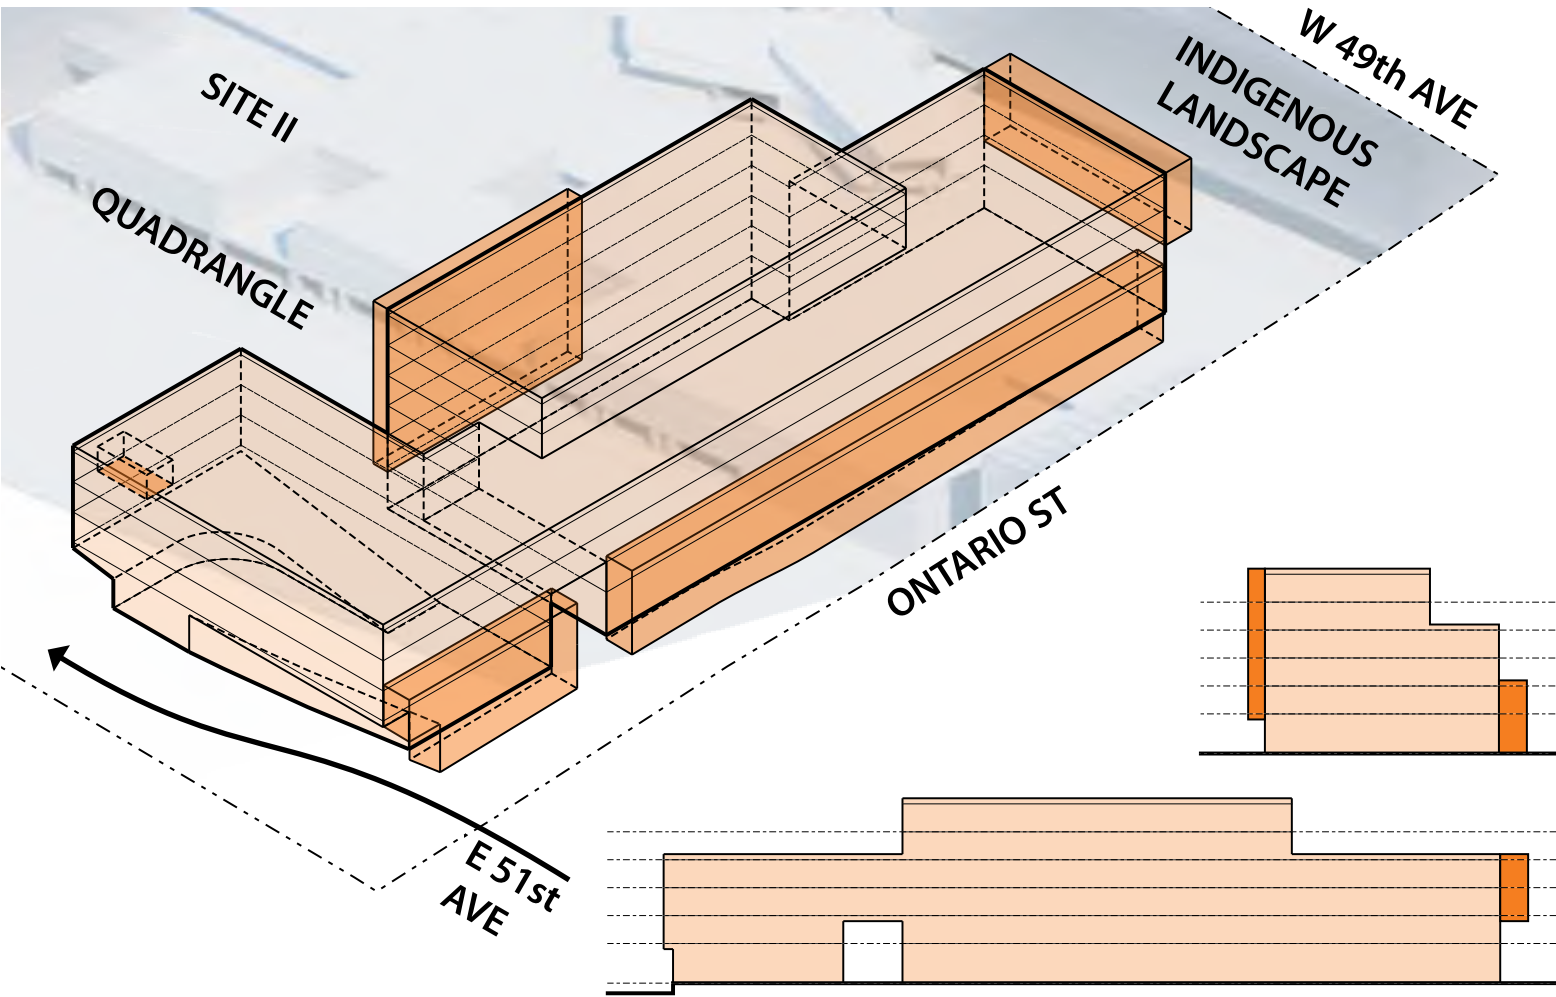 W 49th AVE
INDIGENOUS
LANDSCAPE
SITE II
QUADRANGLE
ONTARIO ST
E 51st
AVE